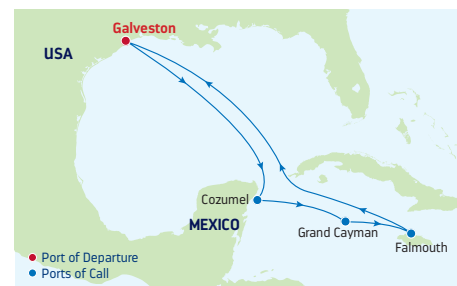 Galveston
USA
Cozumel
MEXICO
Grand Cayman
Falmouth
Port of Departure
Ports of Call